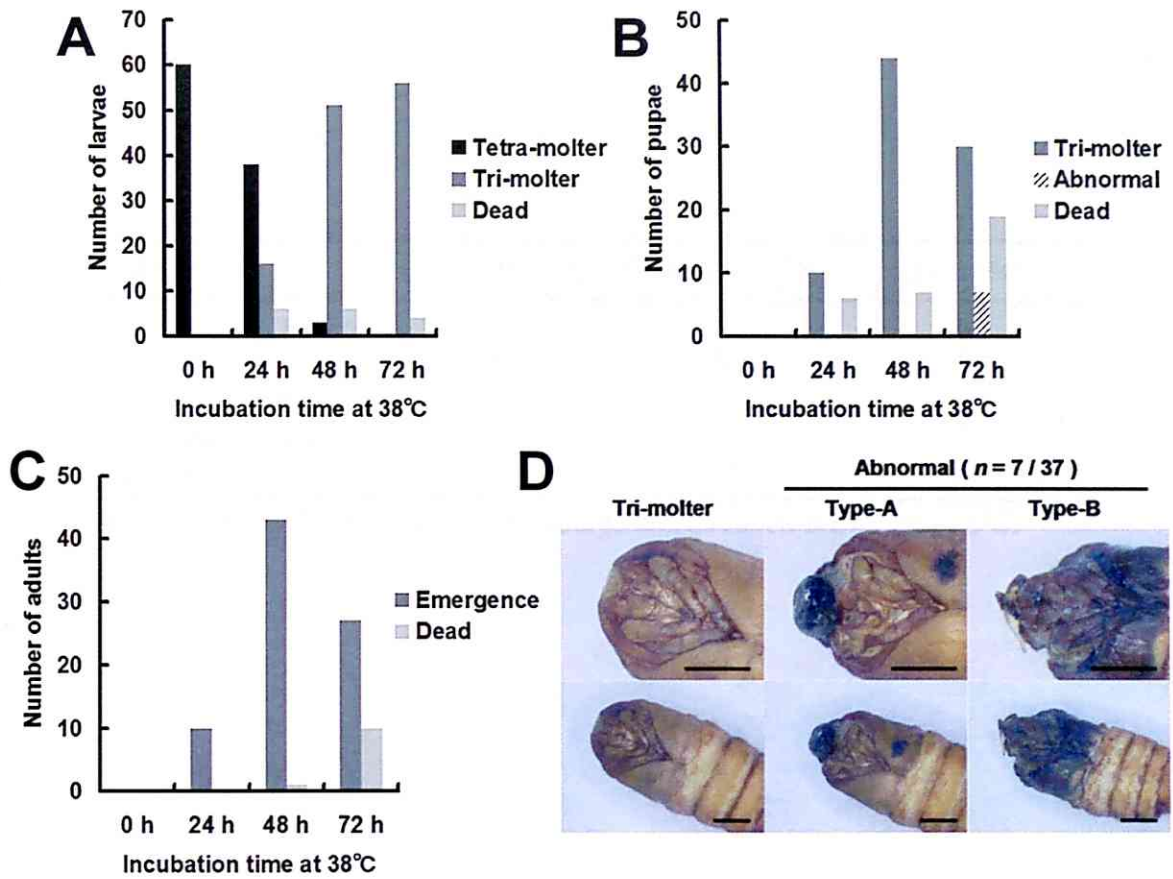 A
70
60
50
40
30
20
10
0
Number of larvae
0 h 24 h 48 h 72 h
Incubation time at 38°C
Tetra-molter
Tri-molter
Dead
B
50
40
30
20
10
0
Number of pupae
0 h 24 h 48 h 72 h
Incubation time at 38°C
Tri-molter
Abnormal
Dead
C
50
40
30
20
10
0
Number of adults
0 h 24 h 48 h 72 h
Incubation time at 38°C
Emergence
Dead
D
Abnormal ( n = 7 / 37 )
Tri-molter Type-A Type-B